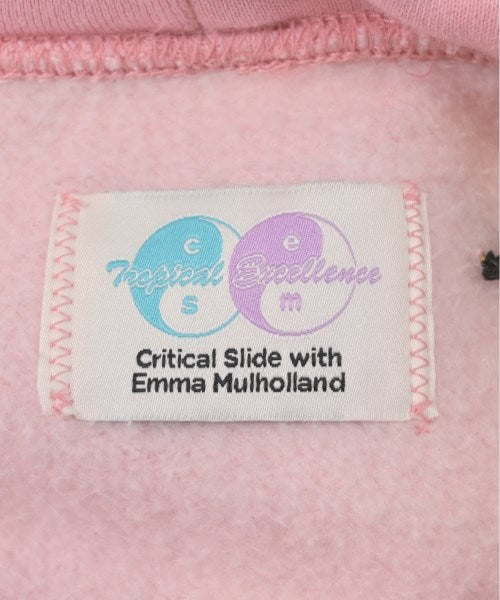 c e
Tropical Excellence
s m
Critical Slide with
Emma Mulholland